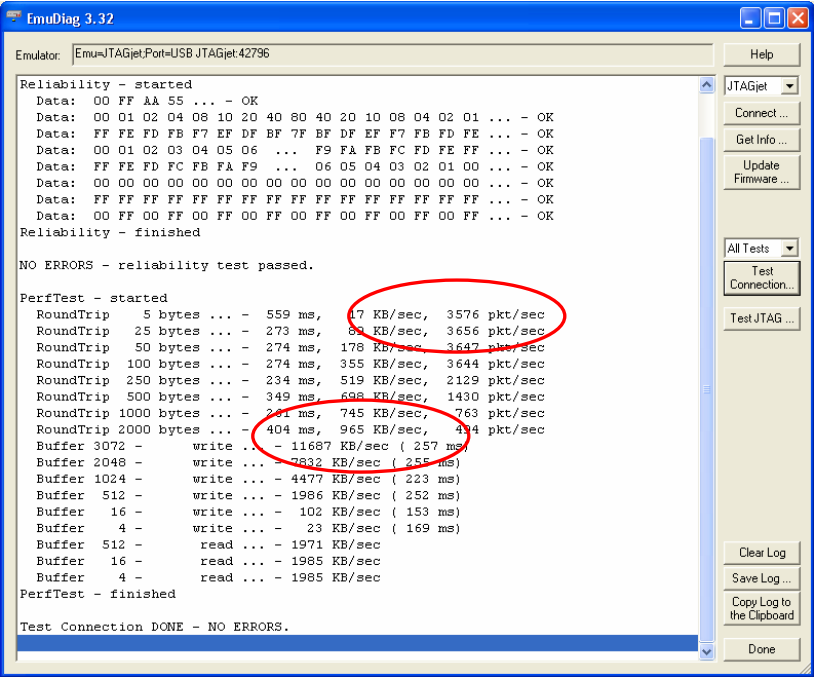 EmuDiag 3.32
Emulator: Emu=JTAGjet;Port=USB JTAGjet:42796
Help
JTAGjet
Connect ...
Get Info ...
Update
Firmware ...
All Tests
Test
Connection...
Test JTAG ...
Reliability - started
Data: 00 FF AA 55 ... - OK
Data: 00 01 02 04 08 10 20 40 80 40 20 10 08 04 02 01 ... - OK
Data: FF FE FD FB F7 EF DF BF 7F BF DF EF F7 FB FD FE ... - OK
Data: 00 01 02 03 04 05 06 ... F9 FA FB FC FD FE FF ... - OK
Data: FF FE FD FC FB FA F9 ... 06 05 04 03 02 01 00 ... - OK
Data: 00 00 00 00 00 00 00 00 00 00 00 00 00 00 00 00 ... - OK
Data: FF FF FF FF FF FF FF FF FF FF FF FF FF FF FF FF ... - OK
Data: 00 FF 00 FF 00 FF 00 FF 00 FF 00 FF 00 FF 00 FF ... - OK
Reliability - finished
NO ERRORS - reliability test passed.
PerfTest - started
RoundTrip 5 bytes ... - 559 ms, 17 KB/sec, 3576 pkt/sec
RoundTrip 25 bytes ... - 273 ms, 89 KB/sec, 3656 pkt/sec
RoundTrip 50 bytes ... - 274 ms, 178 KB/sec, 3647 pkt/sec
RoundTrip 100 bytes ... - 274 ms, 355 KB/sec, 3644 pkt/sec
RoundTrip 250 bytes ... - 234 ms, 519 KB/sec, 2129 pkt/sec
RoundTrip 500 bytes ... - 349 ms, 698 KB/sec, 1430 pkt/sec
RoundTrip 1000 bytes ... - 261 ms, 745 KB/sec, 763 pkt/sec
RoundTrip 2000 bytes ... - 404 ms, 965 KB/sec, 494 pkt/sec
Buffer 3072 - write ... - 11687 KB/sec ( 257 ms)
Buffer 2048 - write ... - 7832 KB/sec ( 255 ms)
Buffer 1024 - write ... - 4477 KB/sec ( 223 ms)
Buffer 512 - write ... - 1986 KB/sec ( 252 ms)
Buffer 16 - write ... - 102 KB/sec ( 153 ms)
Buffer 4 - write ... - 23 KB/sec ( 169 ms)
Buffer 512 - read ... - 1971 KB/sec
Buffer 16 - read ... - 1985 KB/sec
Buffer 4 - read ... - 1985 KB/sec
PerfTest - finished
Test Connection DONE - NO ERRORS.
Clear Log
Save Log ...
Copy Log to
the Clipboard
Done